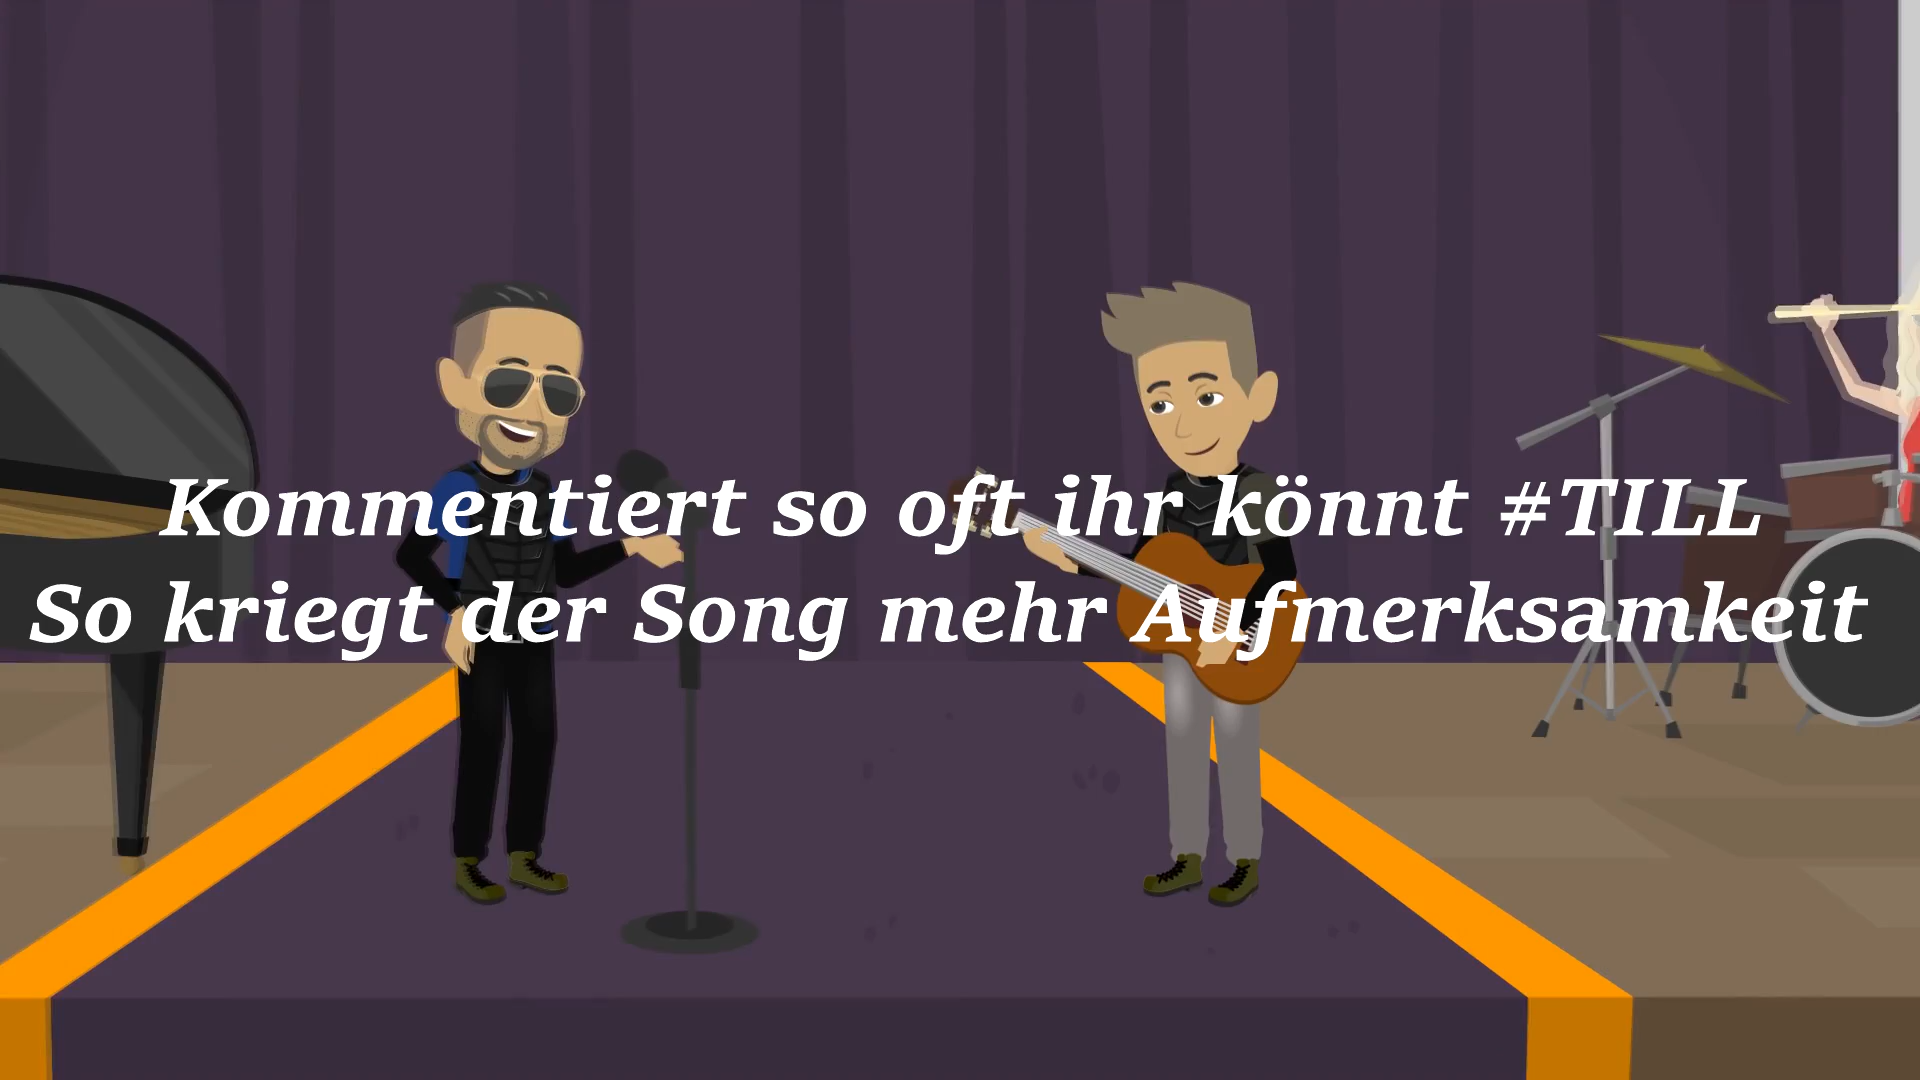 Kommentiert so oft ihr könnt #TILL
So kriegt der Song mehr Aufmerksamkeit